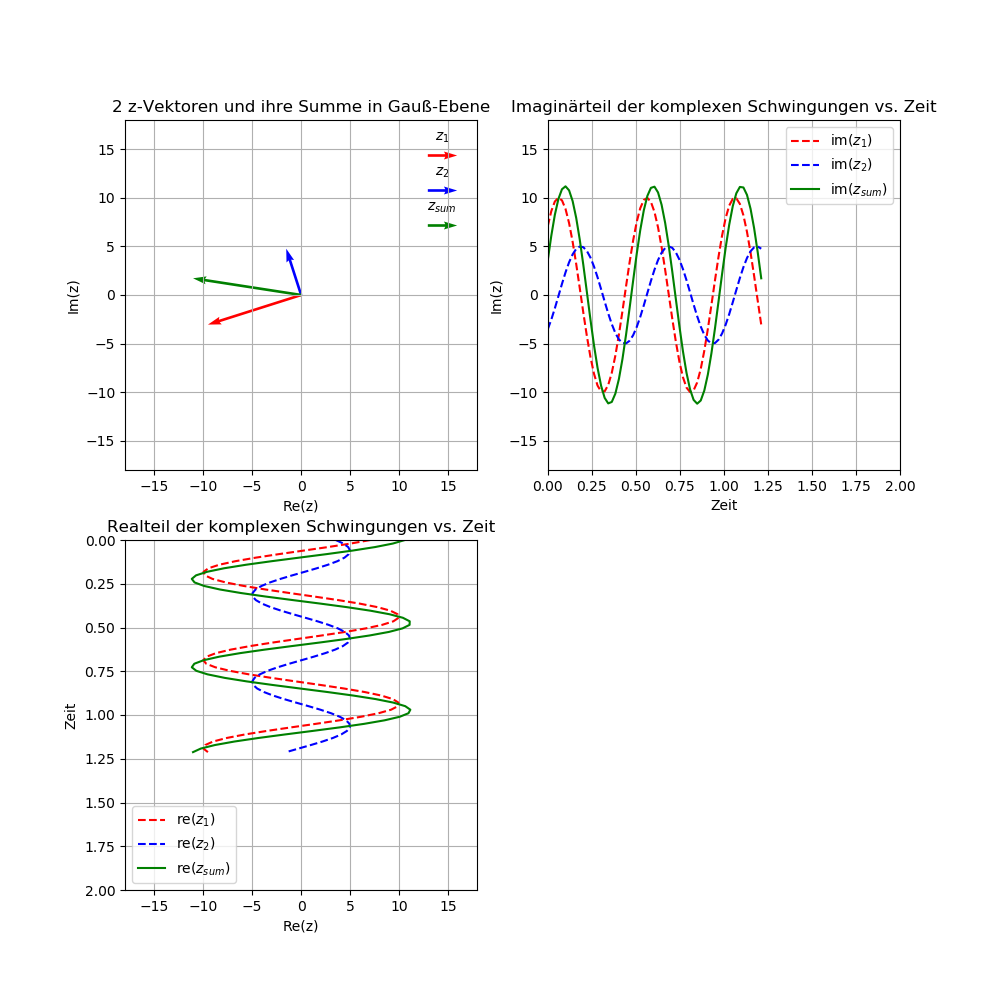 2 z-Vektoren und ihre Summe in Gauß-Ebene
15
10
5
0
−5
−10
−15
Im(z)
z1
z2
zsum
−15 −10 −5 0 5 10 15
Re(z)
Imaginärteil der komplexen Schwingungen vs. Zeit
15
10
5
0
−5
−10
−15
Im(z)
im(z1)
im(z2)
im(zsum)
0.00 0.25 0.50 0.75 1.00 1.25 1.50 1.75 2.00
Zeit
Realteil der komplexen Schwingungen vs. Zeit
0.00
0.25
0.50
0.75
1.00
1.25
1.50
1.75
2.00
Zeit
re(z1)
re(z2)
re(zsum)
−15 −10 −5 0 5 10 15
Re(z)